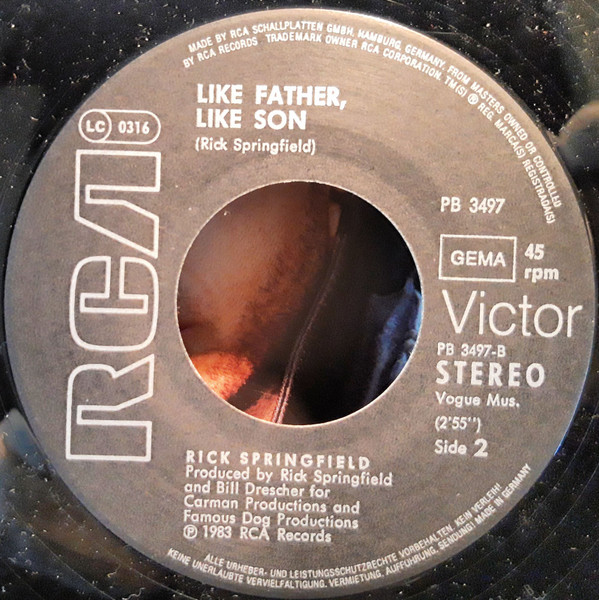 MADE BY RCA SCHALLPLATTEN GMBH, HAMBURG, GERMANY, FROM MASTERS OWNED OR CONTROLLED
BY RCA RECORDS TRADEMARK OWNER RCA CORPORATION. TM(S) ® REG. MARCA(S) REGISTRADA(S)
LIKE FATHER,
LIKE SON
(Rick Springfield)
LC 0316
RCA
PB 3497
GEMA
45
rpm
Victor
PB 3497-B
STEREO
Vogue Mus.
(2'55")
Side 2
RICK SPRINGFIELD
Produced by Rick Springfield
and Bill Drescher for
Carman Productions and
Famous Dog Productions
℗ 1983 RCA Records
ALLE URHEBER- UND LEISTUNGSSCHUTZRECHTE VORBEHALTEN. KEIN VERLEIH!
KEINE UNERLAUBTE VERVIELFÄLTIGUNG, VERMIETUNG, AUFFÜHRUNG, SENDUNG! MADE IN GERMANY